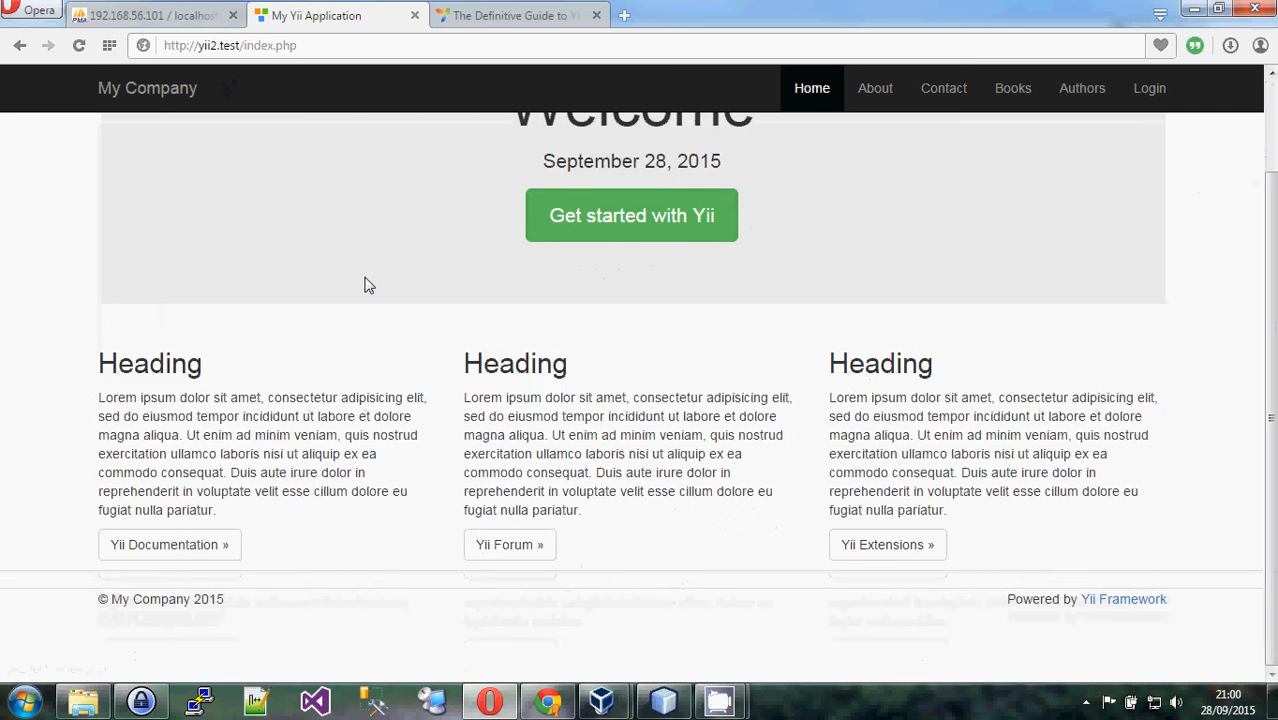 Opera
192.168.56.101 / localhost
My Yii Application
The Definitive Guide to Yi
http://yii2.test/index.php
My Company
Home About Contact Books Authors Login
Welcome
September 28, 2015
Get started with Yii
Heading
Lorem ipsum dolor sit amet, consectetur adipisicing elit,
sed do eiusmod tempor incididunt ut labore et dolore
magna aliqua. Ut enim ad minim veniam, quis nostrud
exercitation ullamco laboris nisi ut aliquip ex ea
commodo consequat. Duis aute irure dolor in
reprehenderit in voluptate velit esse cillum dolore eu
fugiat nulla pariatur.
Yii Documentation »
Heading
Lorem ipsum dolor sit amet, consectetur adipisicing elit,
sed do eiusmod tempor incididunt ut labore et dolore
magna aliqua. Ut enim ad minim veniam, quis nostrud
exercitation ullamco laboris nisi ut aliquip ex ea
commodo consequat. Duis aute irure dolor in
reprehenderit in voluptate velit esse cillum dolore eu
fugiat nulla pariatur.
Yii Forum »
Heading
Lorem ipsum dolor sit amet, consectetur adipisicing elit,
sed do eiusmod tempor incididunt ut labore et dolore
magna aliqua. Ut enim ad minim veniam, quis nostrud
exercitation ullamco laboris nisi ut aliquip ex ea
commodo consequat. Duis aute irure dolor in
reprehenderit in voluptate velit esse cillum dolore eu
fugiat nulla pariatur.
Yii Extensions »
© My Company 2015
Powered by Yii Framework
21:00
28/09/2015